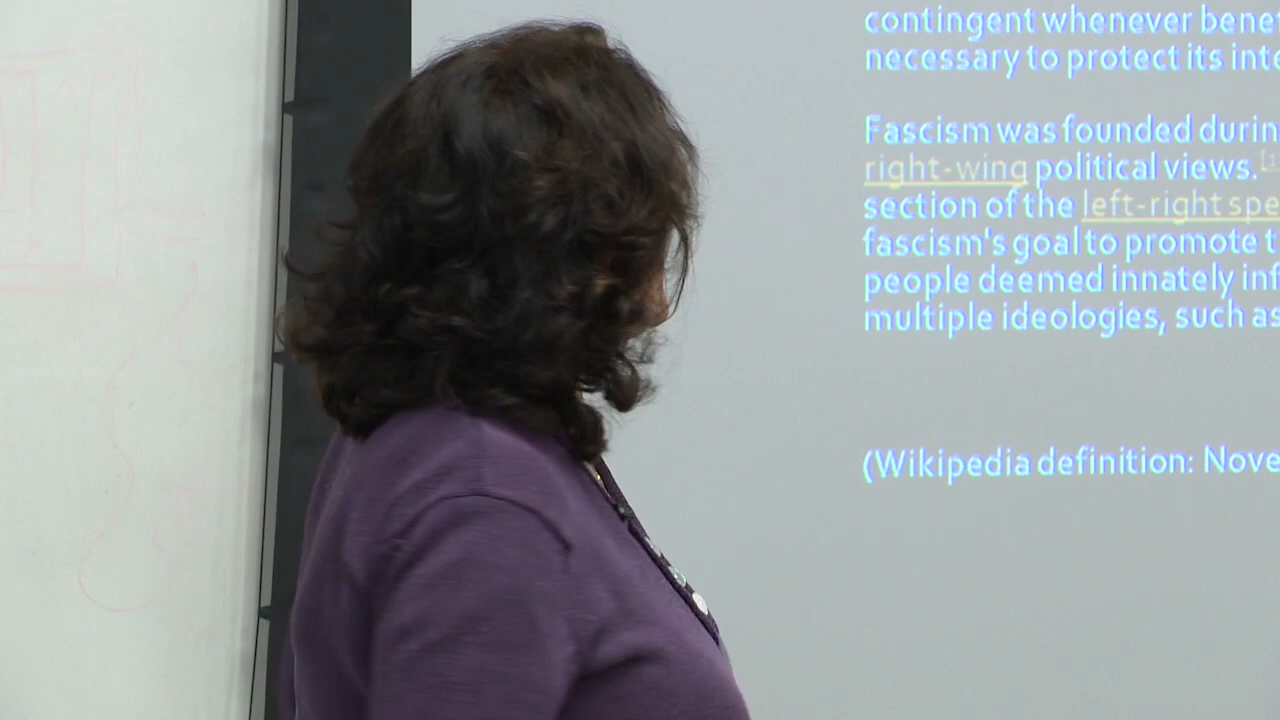 contingent whenever bene
necessary to protect its inte
Fascism was founded durin
right-wing political views.
section of the left-right spe
fascism's goal to promote t
people deemed innately inf
multiple ideologies, such as
(Wikipedia definition: Nove